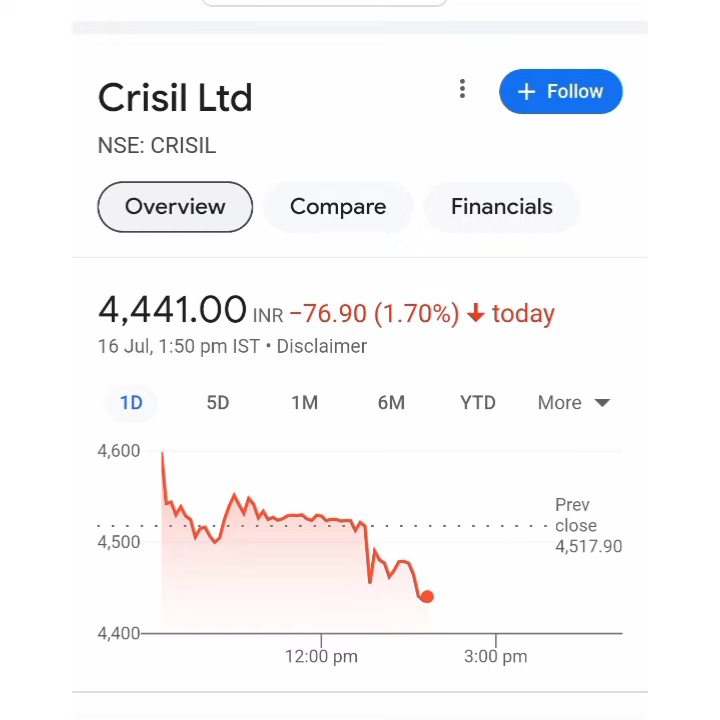 Crisil Ltd
+ Follow
NSE: CRISIL
Overview Compare Financials
4,441.00 INR −76.90 (1.70%) ↓ today
16 Jul, 1:50 pm IST • Disclaimer
1D 5D 1M 6M YTD More
4,600
Prev
close
4,517.90
4,500
4,400
12:00 pm 3:00 pm